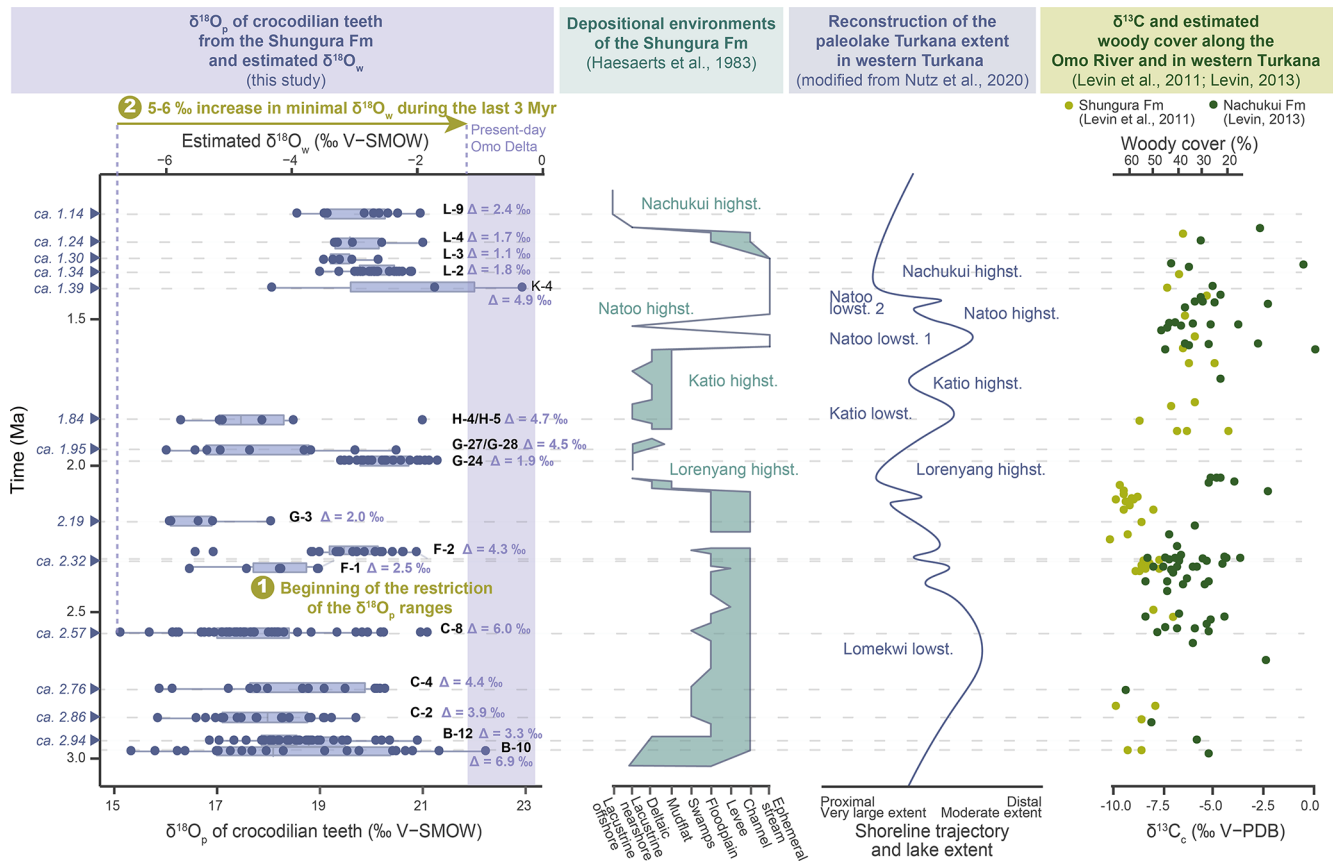 δ¹⁸Oₚ of crocodilian teeth
from the Shungura Fm
and estimated δ¹⁸O_w
(this study)
Depositional environments
of the Shungura Fm
(Haesaerts et al., 1983)
Reconstruction of the
paleolake Turkana extent
in western Turkana
(modified from Nutz et al., 2020)
δ¹³C and estimated
woody cover along the
Omo River and in western Turkana
(Levin et al., 2011; Levin, 2013)
2 5-6 ‰ increase in minimal δ¹⁸O_w during the last 3 Myr
Present-day
Omo Delta
Estimated δ¹⁸O_w (‰ V−SMOW)
−6 −4 −2 0
Time (Ma)
ca. 1.14
ca. 1.24
ca. 1.30
ca. 1.34
ca. 1.39
1.5
1.84
ca. 1.95
2.0
2.19
ca. 2.32
2.5
ca. 2.57
ca. 2.76
ca. 2.86
ca. 2.94
3.0
L-9 Δ = 2.4 ‰
L-4 Δ = 1.7 ‰
L-3 Δ = 1.1 ‰
L-2 Δ = 1.8 ‰
K-4
Δ = 4.9 ‰
H-4/H-5 Δ = 4.7 ‰
G-27/G-28 Δ = 4.5 ‰
G-24 Δ = 1.9 ‰
G-3 Δ = 2.0 ‰
F-2 Δ = 4.3 ‰
F-1 Δ = 2.5 ‰
1 Beginning of the restriction
of the δ¹⁸Oₚ ranges
C-8 Δ = 6.0 ‰
C-4 Δ = 4.4 ‰
C-2 Δ = 3.9 ‰
B-12 Δ = 3.3 ‰
B-10
Δ = 6.9 ‰
15 17 19 21 23
δ¹⁸Oₚ of crocodilian teeth (‰ V−SMOW)
Nachukui highst.
Natoo highst.
Katio highst.
Lorenyang highst.
Lacustrine
offshore
Lacustrine
nearshore
Deltaic
Mudflat
Swamps
Floodplain
Levee
Channel
Ephemeral
stream
Nachukui highst.
Natoo
lowst. 2
Natoo highst.
Natoo lowst. 1
Katio highst.
Katio lowst.
Lorenyang highst.
Lomekwi lowst.
Proximal
Very large extent
Distal
Moderate extent
Shoreline trajectory
and lake extent
Shungura Fm
(Levin et al., 2011)
Nachukui Fm
(Levin, 2013)
Woody cover (%)
60 50 40 30 20
-10.0 -7.5 -5.0 0.0
δ¹³C_c (‰ V−PDB)